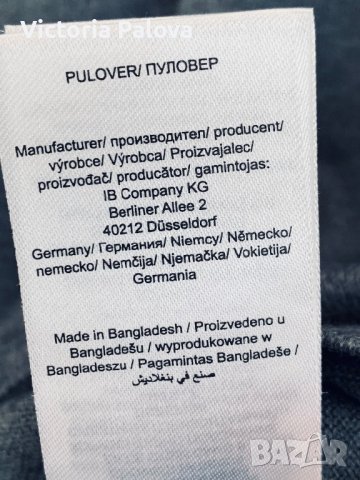 Victoria Palova
PULOVER/ ПУЛОВЕР
Manufacturer/ производител/ producent/
výrobce/ Výrobca/ Proizvajalec/
proizvođač/ producător/ gamintojas:
IB Company KG
Berliner Allee 2
40212 Düsseldorf
Germany/ Германия/ Niemcy/ Německo/
nemecko/ Nemčija/ Njemačka/ Vokietija/
Germania
Made in Bangladesh / Proizvedeno u
Bangladešu / wyprodukowane w
Bangladeszu / Pagamintas Bangladeše /
صنع في بنغلاديش
BAZAR